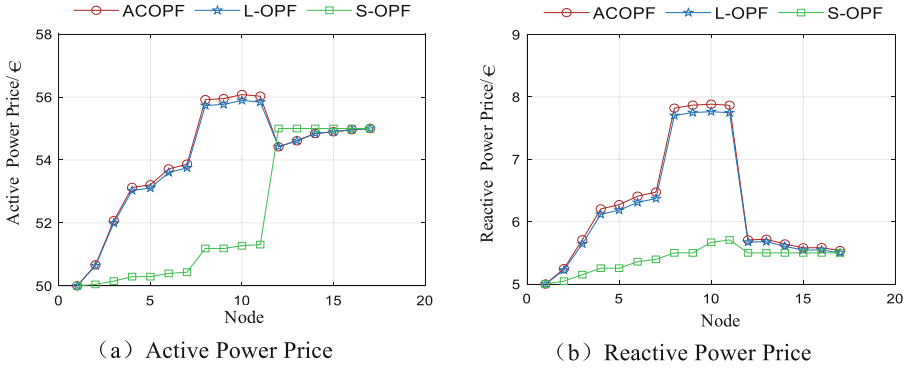 ACOPF L-OPF S-OPF
58
56
54
52
50
0 5 10 15 20
Active Power Price/€
Node
（a）Active Power Price
ACOPF L-OPF S-OPF
9
8
7
6
5
0 5 10 15 20
Reactive Power Price/€
Node
（b）Reactive Power Price